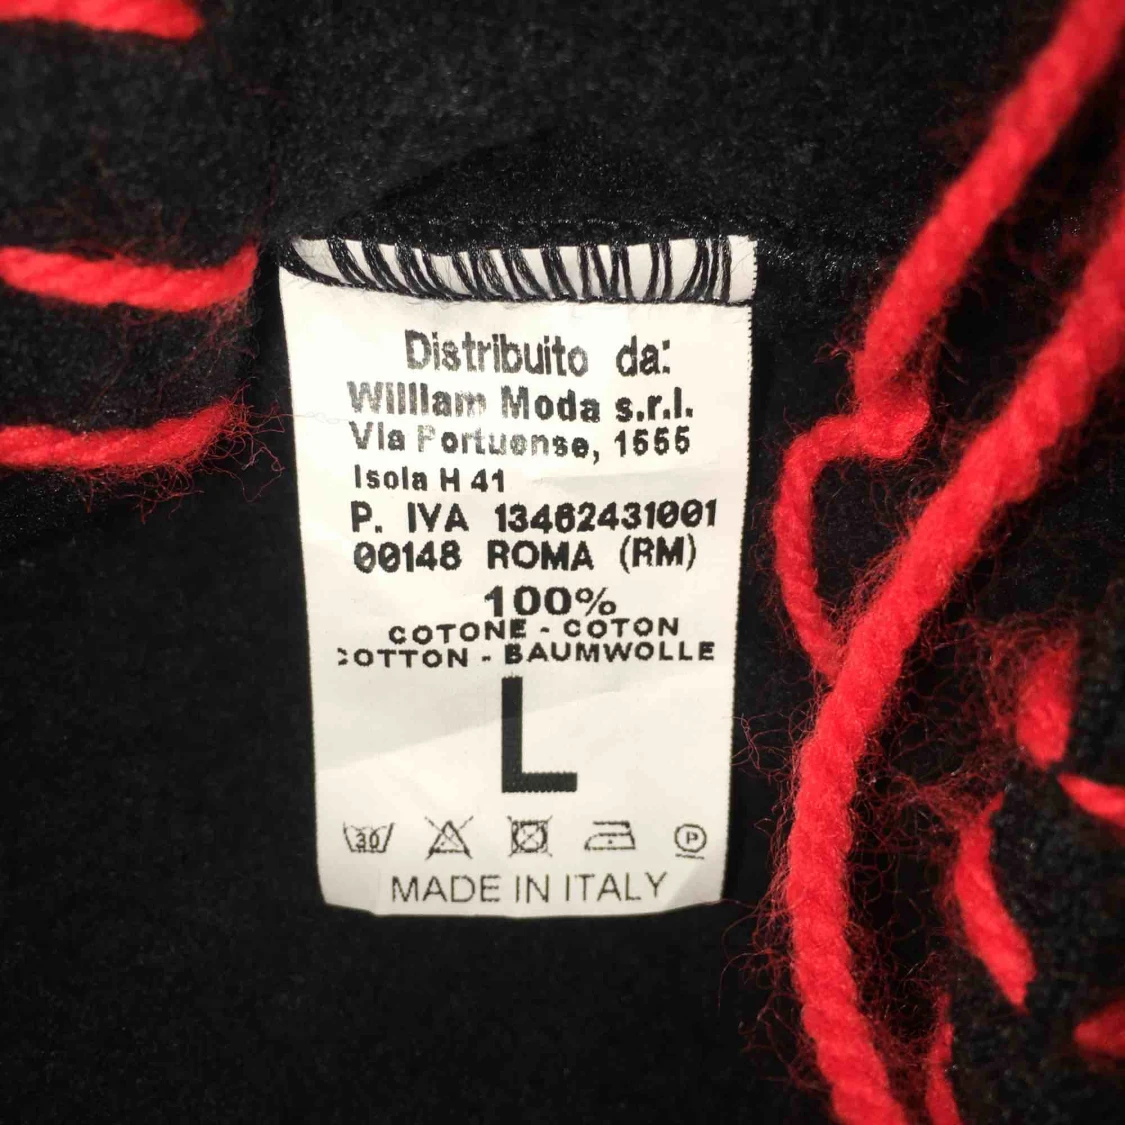 Distribuito da:
William Moda s.r.l.
Via Portuense, 1555
Isola H 41
P. IVA 13462431001
00148 ROMA (RM)
100%
COTONE - COTON
COTTON - BAUMWOLLE
L
30
P
MADE IN ITALY